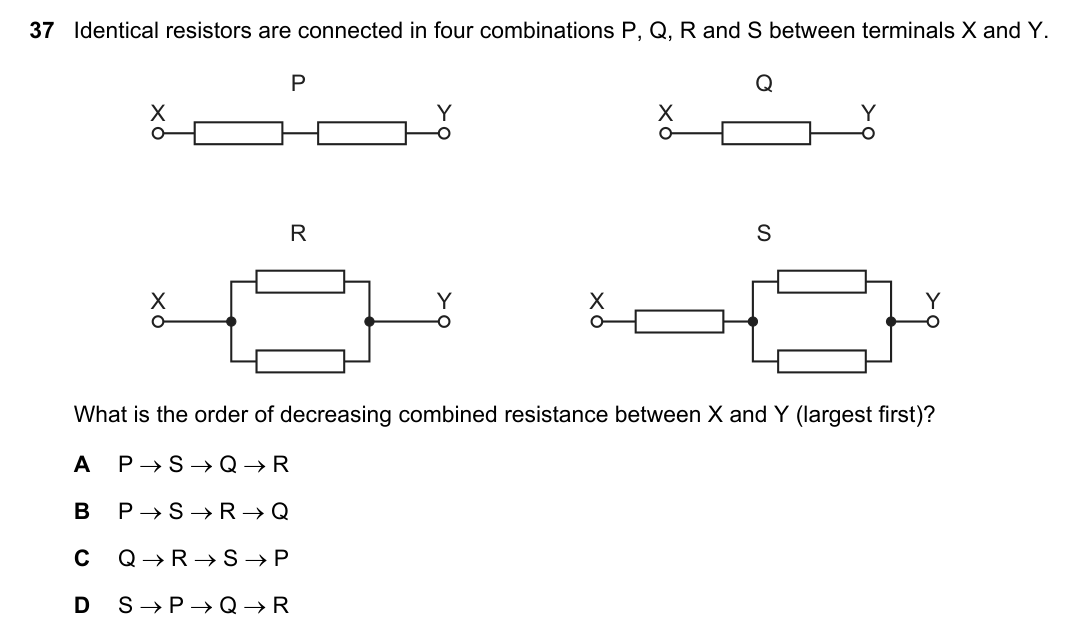 37 Identical resistors are connected in four combinations P, Q, R and S between terminals X and Y.
P
X
Y
Q
X
Y
R
X
Y
S
X
Y
What is the order of decreasing combined resistance between X and Y (largest first)?
A P → S → Q → R
B P → S → R → Q
C Q → R → S → P
D S → P → Q → R